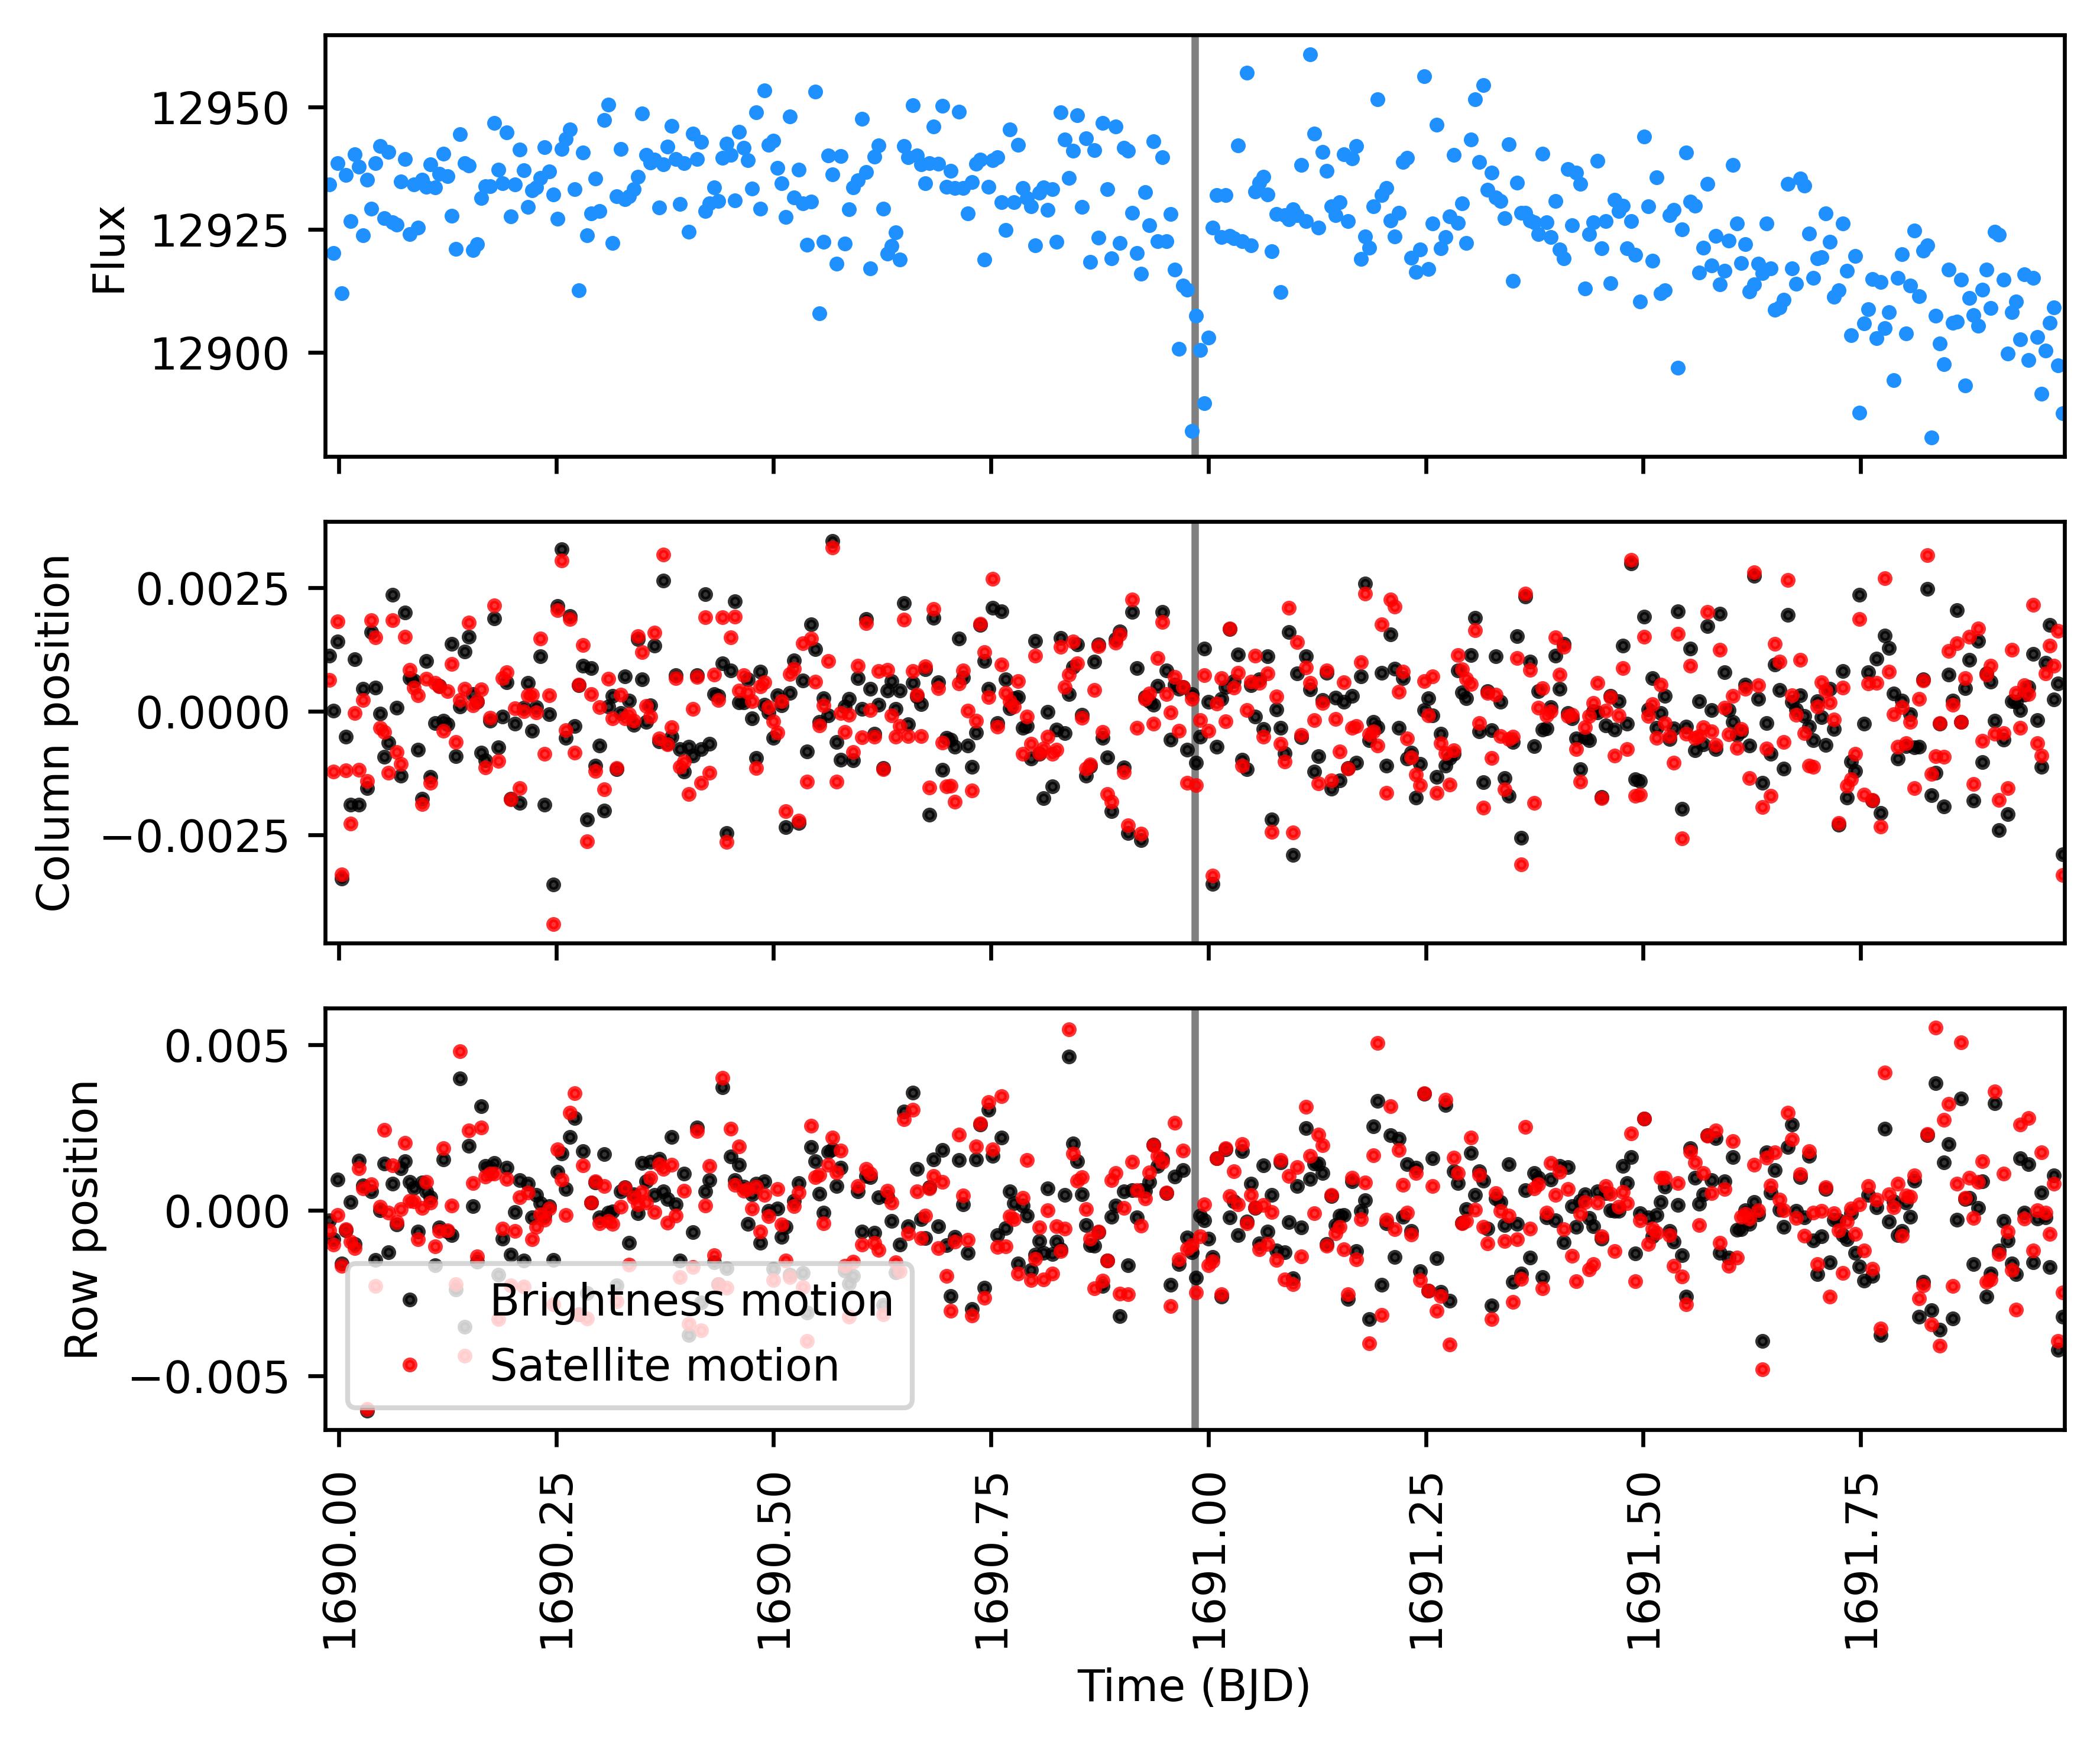 Flux
12950
12925
12900
Column position
0.0025
0.0000
−0.0025
Row position
0.005
0.000
−0.005
Brightness motion
Satellite motion
1690.00
1690.25
1690.50
1690.75
1691.00
1691.25
1691.50
1691.75
Time (BJD)